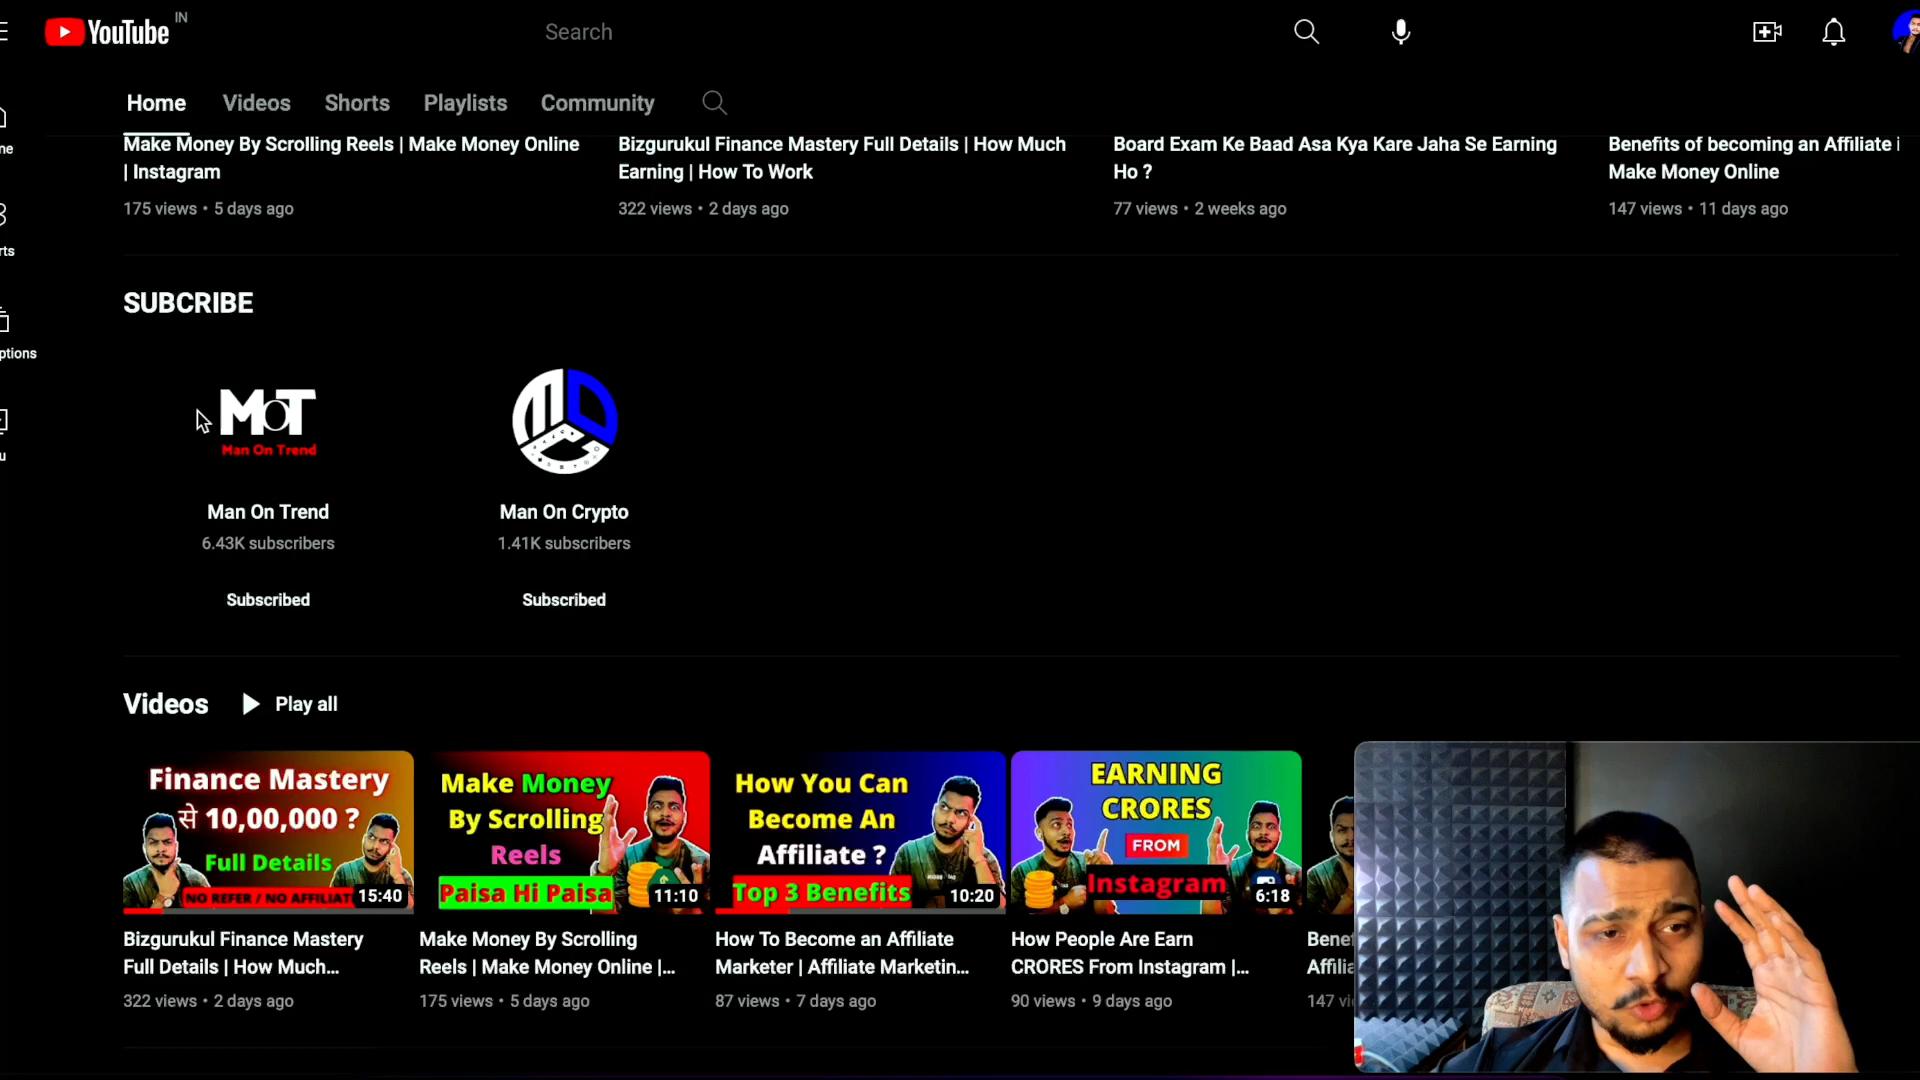 YouTube IN
Search
Home Videos Shorts Playlists Community
Make Money By Scrolling Reels | Make Money Online
| Instagram
175 views • 5 days ago
Bizgurukul Finance Mastery Full Details | How Much
Earning | How To Work
322 views • 2 days ago
Board Exam Ke Baad Asa Kya Kare Jaha Se Earning
Ho ?
77 views • 2 weeks ago
Benefits of becoming an Affiliate i
Make Money Online
147 views • 11 days ago
ne
rts
ptions
u
SUBCRIBE
MoT
Man On Trend
Man On Trend
6.43K subscribers
Subscribed
Man On Crypto
1.41K subscribers
Subscribed
Videos Play all
Finance Mastery
से 10,00,000 ?
Full Details
NO REFER / NO AFFILIAT
15:40
Bizgurukul Finance Mastery
Full Details | How Much...
322 views • 2 days ago
Make Money
By Scrolling
Reels
Paisa Hi Paisa
11:10
Make Money By Scrolling
Reels | Make Money Online |...
175 views • 5 days ago
How You Can
Become An
Affiliate ?
Top 3 Benefits
10:20
How To Become an Affiliate
Marketer | Affiliate Marketin...
87 views • 7 days ago
EARNING
CRORES
FROM
Instagram
6:18
How People Are Earn
CRORES From Instagram |...
90 views • 9 days ago
Benef
Affilia
147 vi